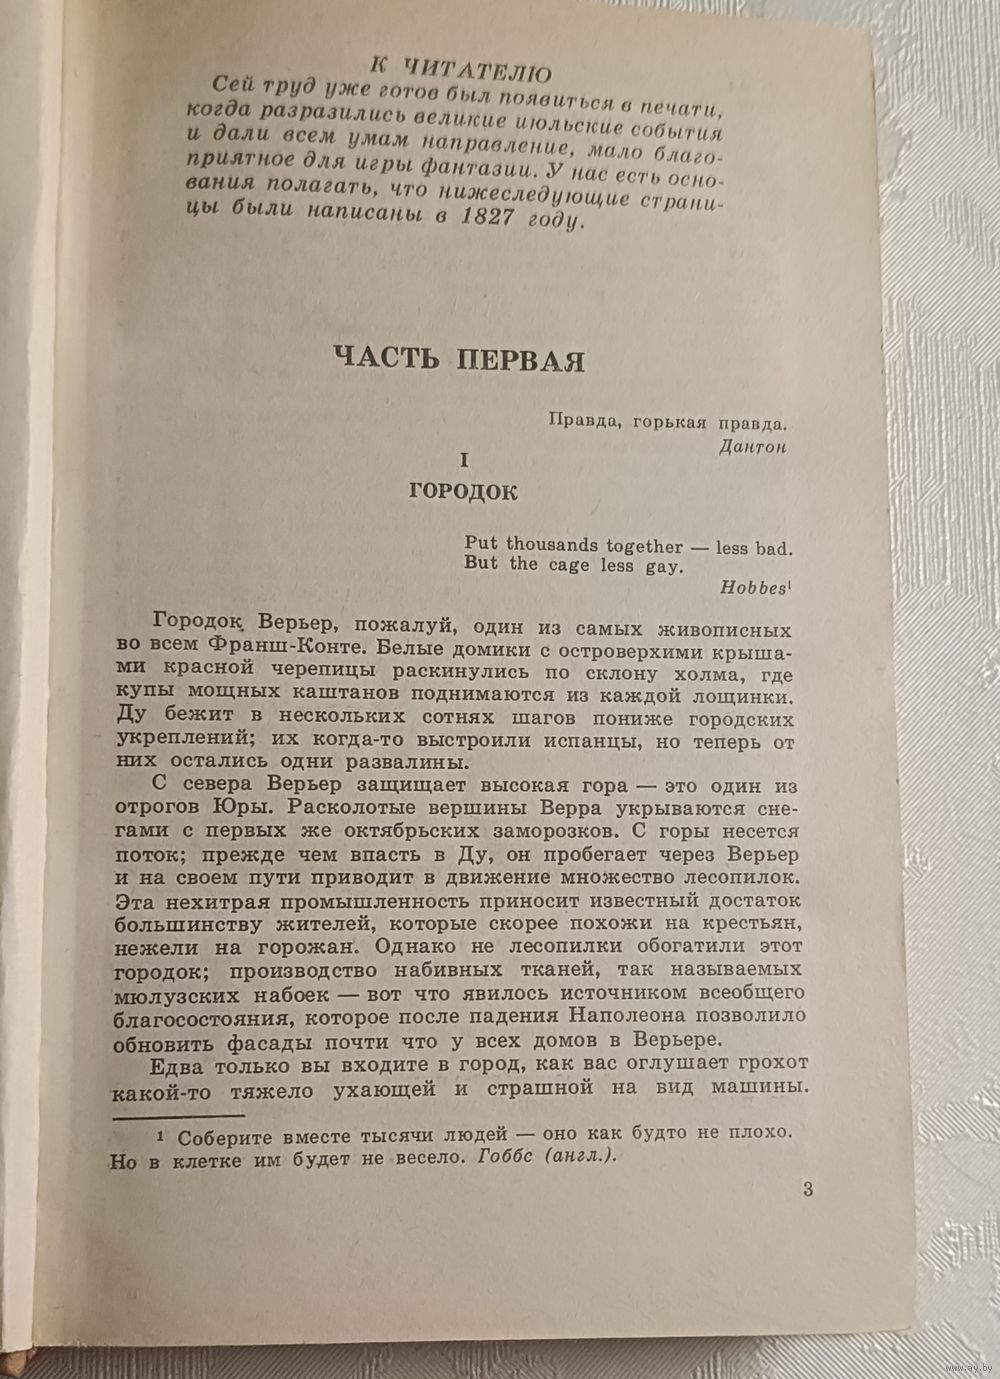 К ЧИТАТЕЛЮ
Сей труд уже готов был появиться в печати,
когда разразились великие июльские события
и дали всем умам направление, мало благо-
приятное для игры фантазии. У нас есть осно-
вания полагать, что нижеследующие страни-
цы были написаны в 1827 году.
ЧАСТЬ ПЕРВАЯ
Правда, горькая правда.
Дантон
I
ГОРОДОК
Put thousands together — less bad.
But the cage less gay.
Hobbes¹
Городок Верьер, пожалуй, один из самых живописных
во всем Франш-Конте. Белые домики с островерхими крыша-
ми красной черепицы раскинулись по склону холма, где
купы мощных каштанов поднимаются из каждой лощинки.
Ду бежит в нескольких сотнях шагов пониже городских
укреплений; их когда-то выстроили испанцы, но теперь от
них остались одни развалины.
С севера Верьер защищает высокая гора — это один из
отрогов Юры. Расколотые вершины Верра укрываются сне-
гами с первых же октябрьских заморозков. С горы несется
поток; прежде чем впасть в Ду, он пробегает через Верьер
и на своем пути приводит в движение множество лесопилок.
Эта нехитрая промышленность приносит известный достаток
большинству жителей, которые скорее похожи на крестьян,
нежели на горожан. Однако не лесопилки обогатили этот
городок; производство набивных тканей, так называемых
мюлузских набоек — вот что явилось источником всеобщего
благосостояния, которое после падения Наполеона позволило
обновить фасады почти что у всех домов в Верьере.
Едва только вы входите в город, как вас оглушает грохот
какой-то тяжело ухающей и страшной на вид машины.
¹ Соберите вместе тысячи людей — оно как будто не плохо.
Но в клетке им будет не весело. Гоббс (англ.).
3
www.ay.by